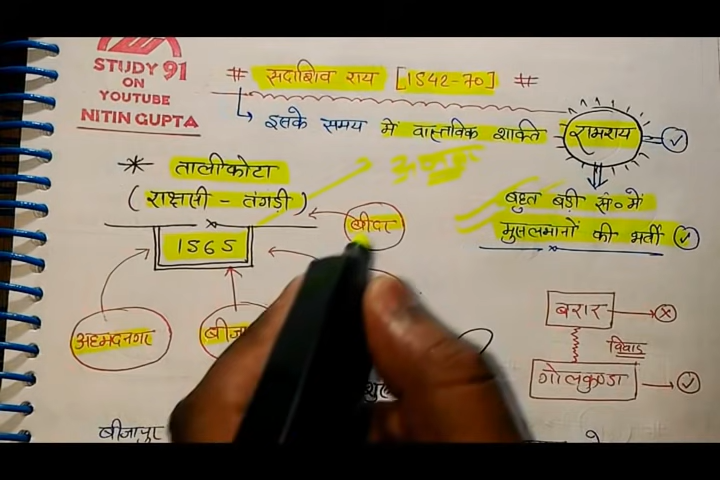 STUDY 91
ON
YOUTUBE
NITIN GUPTA
# सदाशिव राय [1542-70] #
इसके समय में वास्तविक शक्ति रामराय
* तालीकोटा
(राक्षसी - तंगडी)
1565
बीदर
बहुत बडी सं० में
मुसलमानों की भर्ती
अहमदनगर
बरार
विवाद
गोलकुण्डा
बीजापुर